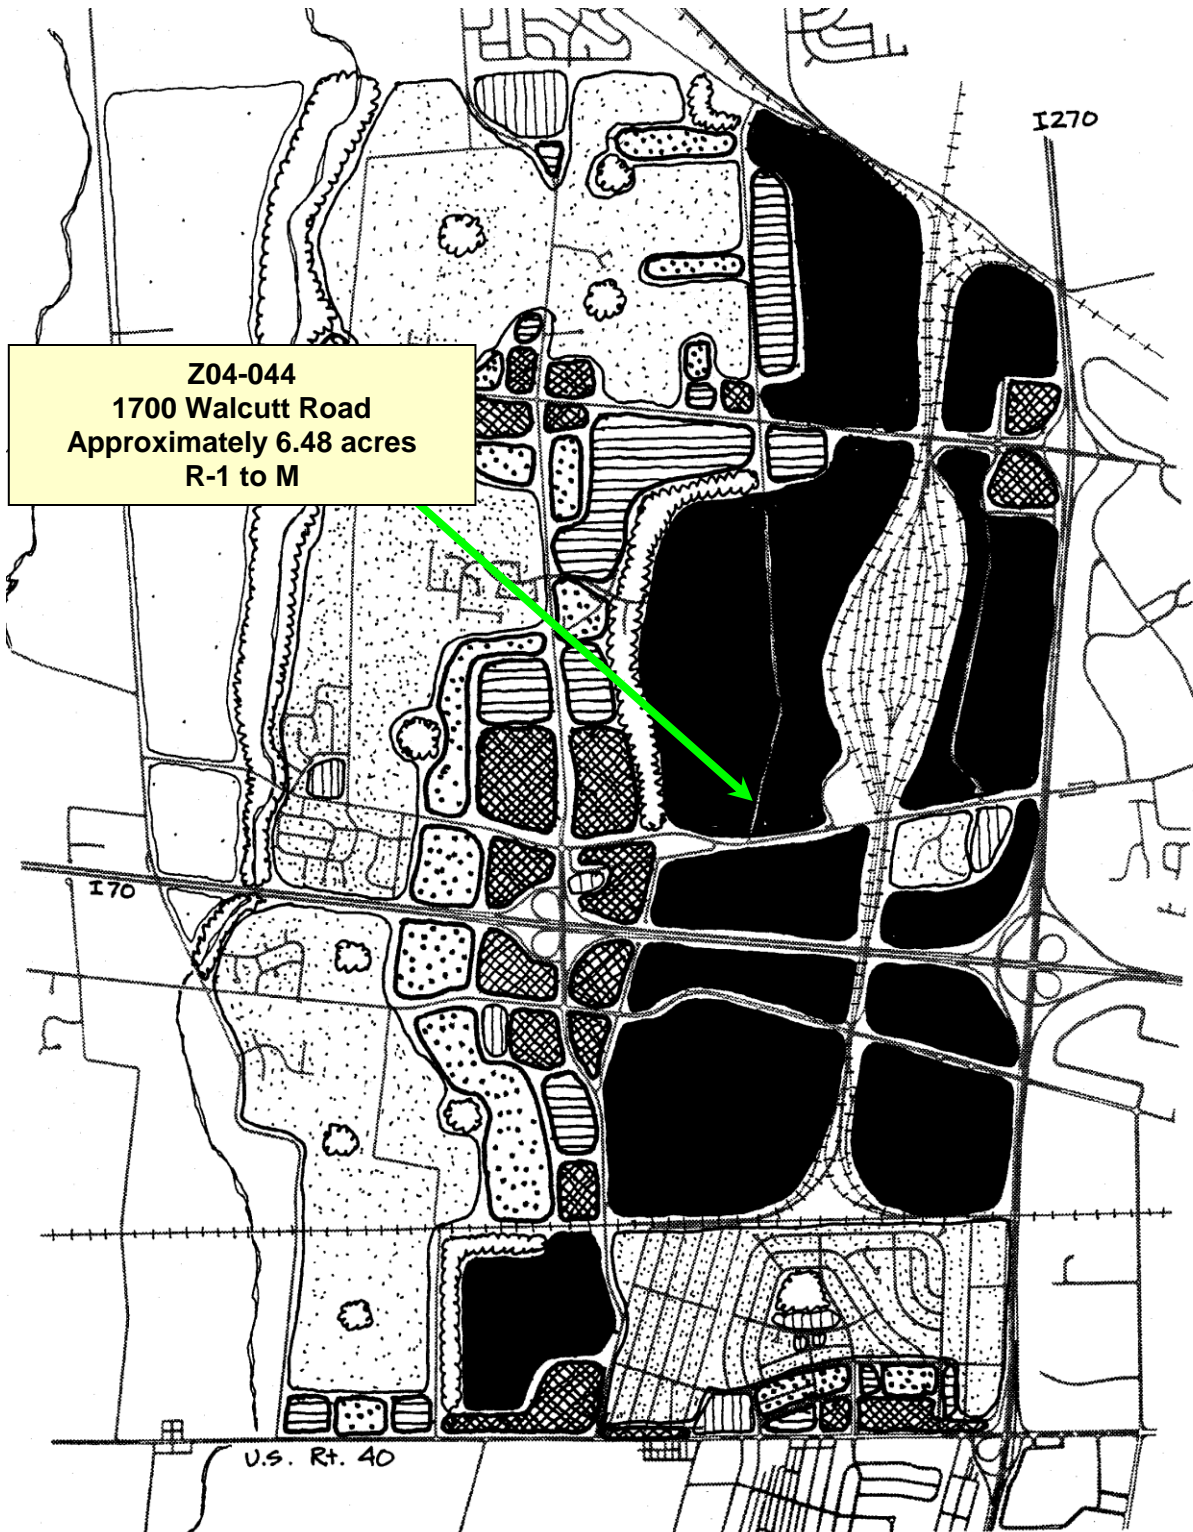 I270
Z04-044
1700 Walcutt Road
Approximately 6.48 acres
R-1 to M
I70
U.S. Rt. 40